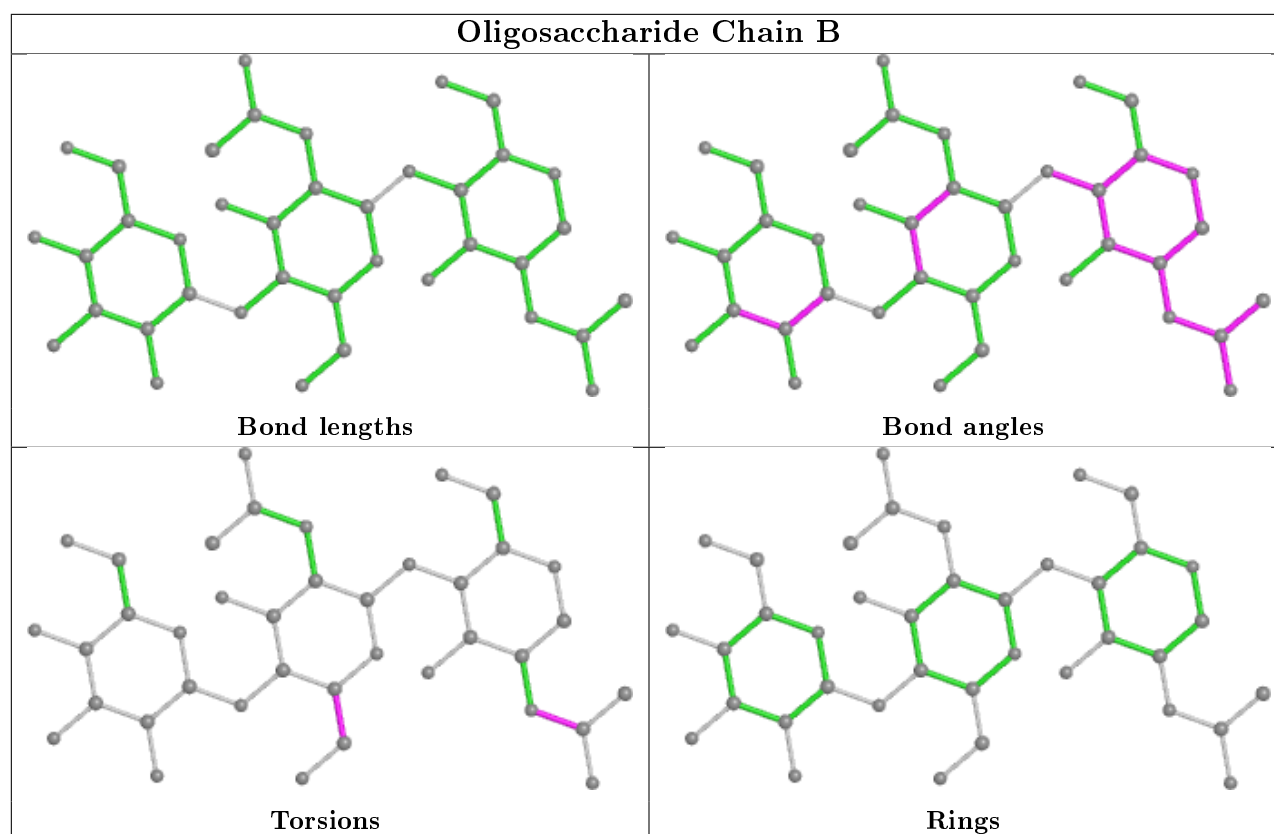 Oligosaccharide Chain B
Bond lengths
Bond angles
Torsions
Rings